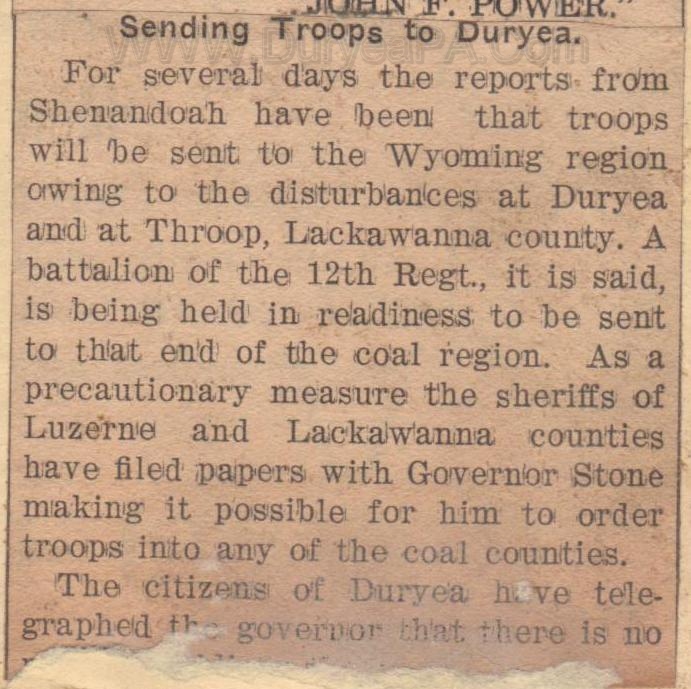 JOHN F. POWER."
www.DuryeaPA.com
Sending Troops to Duryea.
For several days the reports from
Shenandoah have been that troops
will be sent to the Wyoming region
owing to the disturbances at Duryea
and at Throop, Lackawanna county. A
battalion of the 12th Regt., it is said,
is being held in readiness to be sent
to that end of the coal region. As a
precautionary measure the sheriffs of
Luzerne and Lackawanna counties
have filed papers with Governor Stone
making it possible for him to order
troops into any of the coal counties.
The citizens of Duryea have tele-
graphed the governor that there is no